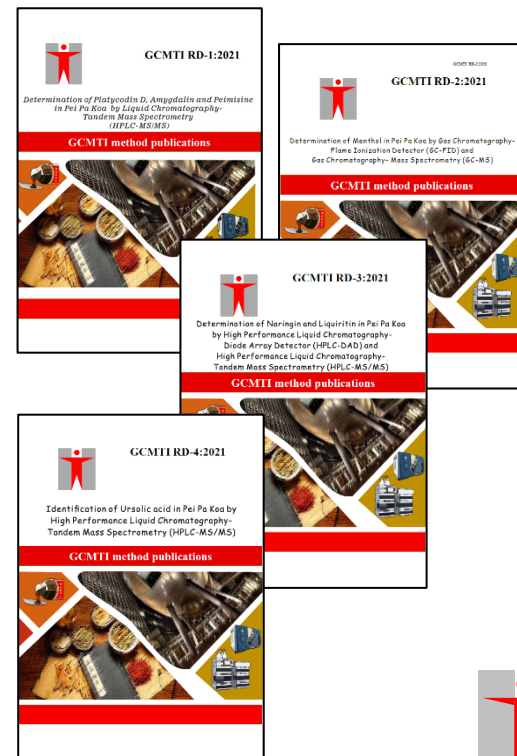 GCMTI RD-1:2021
Determination of Platycodin D, Amygdalin and Peimisine
in Pei Pa Koa by Liquid Chromatography-
Tandem Mass Spectrometry
(HPLC-MS/MS)
GCMTI method publications
GCMTI RD-2:2021
GCMTI RD-2:2021
Determination of Menthol in Pei Pa Koa by Gas Chromatography-
Flame Ionization Detector (GC-FID) and
Gas Chromatography- Mass Spectrometry (GC-MS)
GCMTI method publications
GCMTI RD-3:2021
Determination of Naringin and Liquiritin in Pei Pa Koa
by High Performance Liquid Chromatography-
Diode Array Detector (HPLC-DAD) and
High Performance Liquid Chromatography-
Tandem Mass Spectrometry (HPLC-MS/MS)
GCMTI method publications
GCMTI RD-4:2021
Identification of Ursolic acid in Pei Pa Koa by
High Performance Liquid Chromatography-
Tandem Mass Spectrometry (HPLC-MS/MS)
GCMTI method publications